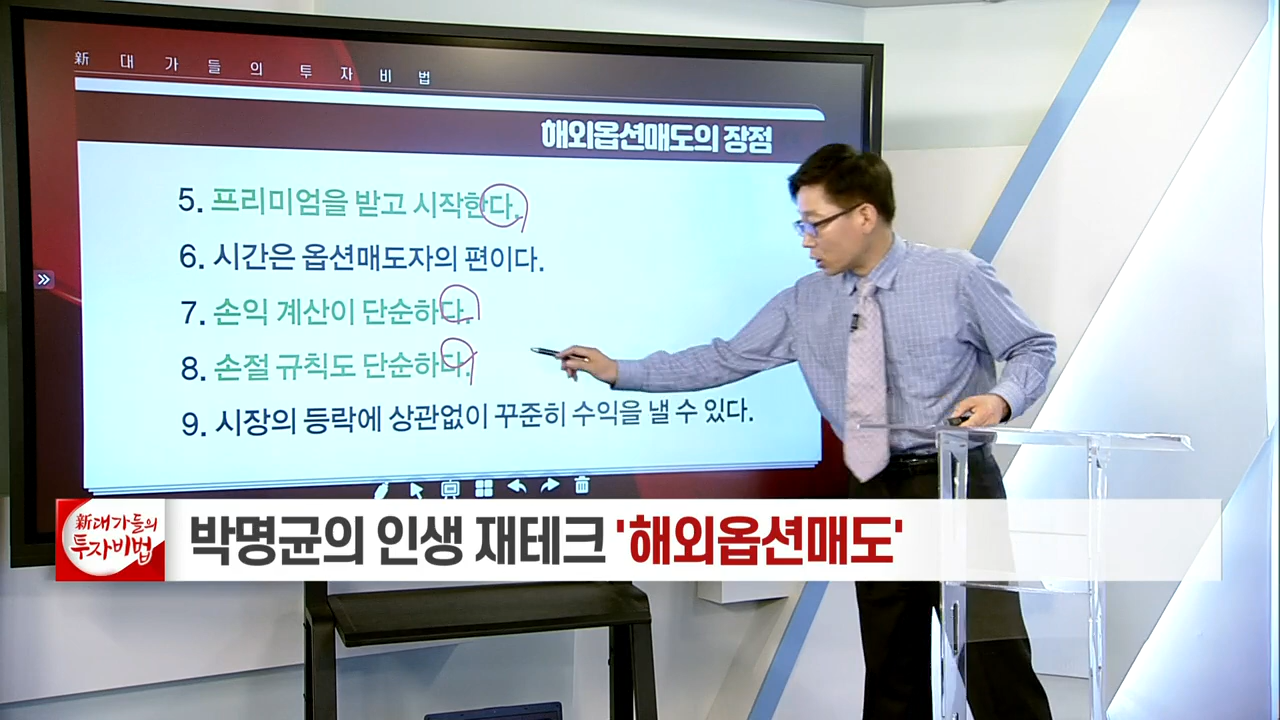 新 대 가 들 의 투 자 비 법
해외옵션매도의 장점
5. 프리미엄을 받고 시작한다.
6. 시간은 옵션매도자의 편이다.
7. 손익 계산이 단순하다.
8. 손절 규칙도 단순하다.
9. 시장의 등락에 상관없이 꾸준히 수익을 낼 수 있다.
新대가들의
투자비법
박명균의 인생 재테크 '해외옵션매도'